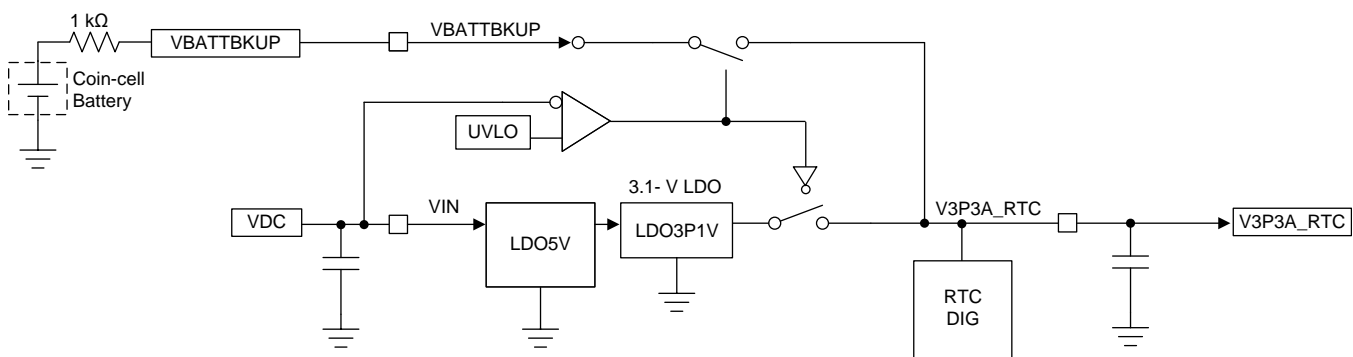 1 kΩ
VBATTBKUP
VBATTBKUP
Coin-cell
Battery
UVLO
3.1- V LDO
VDC
VIN
LDO5V
LDO3P1V
V3P3A_RTC
V3P3A_RTC
RTC
DIG